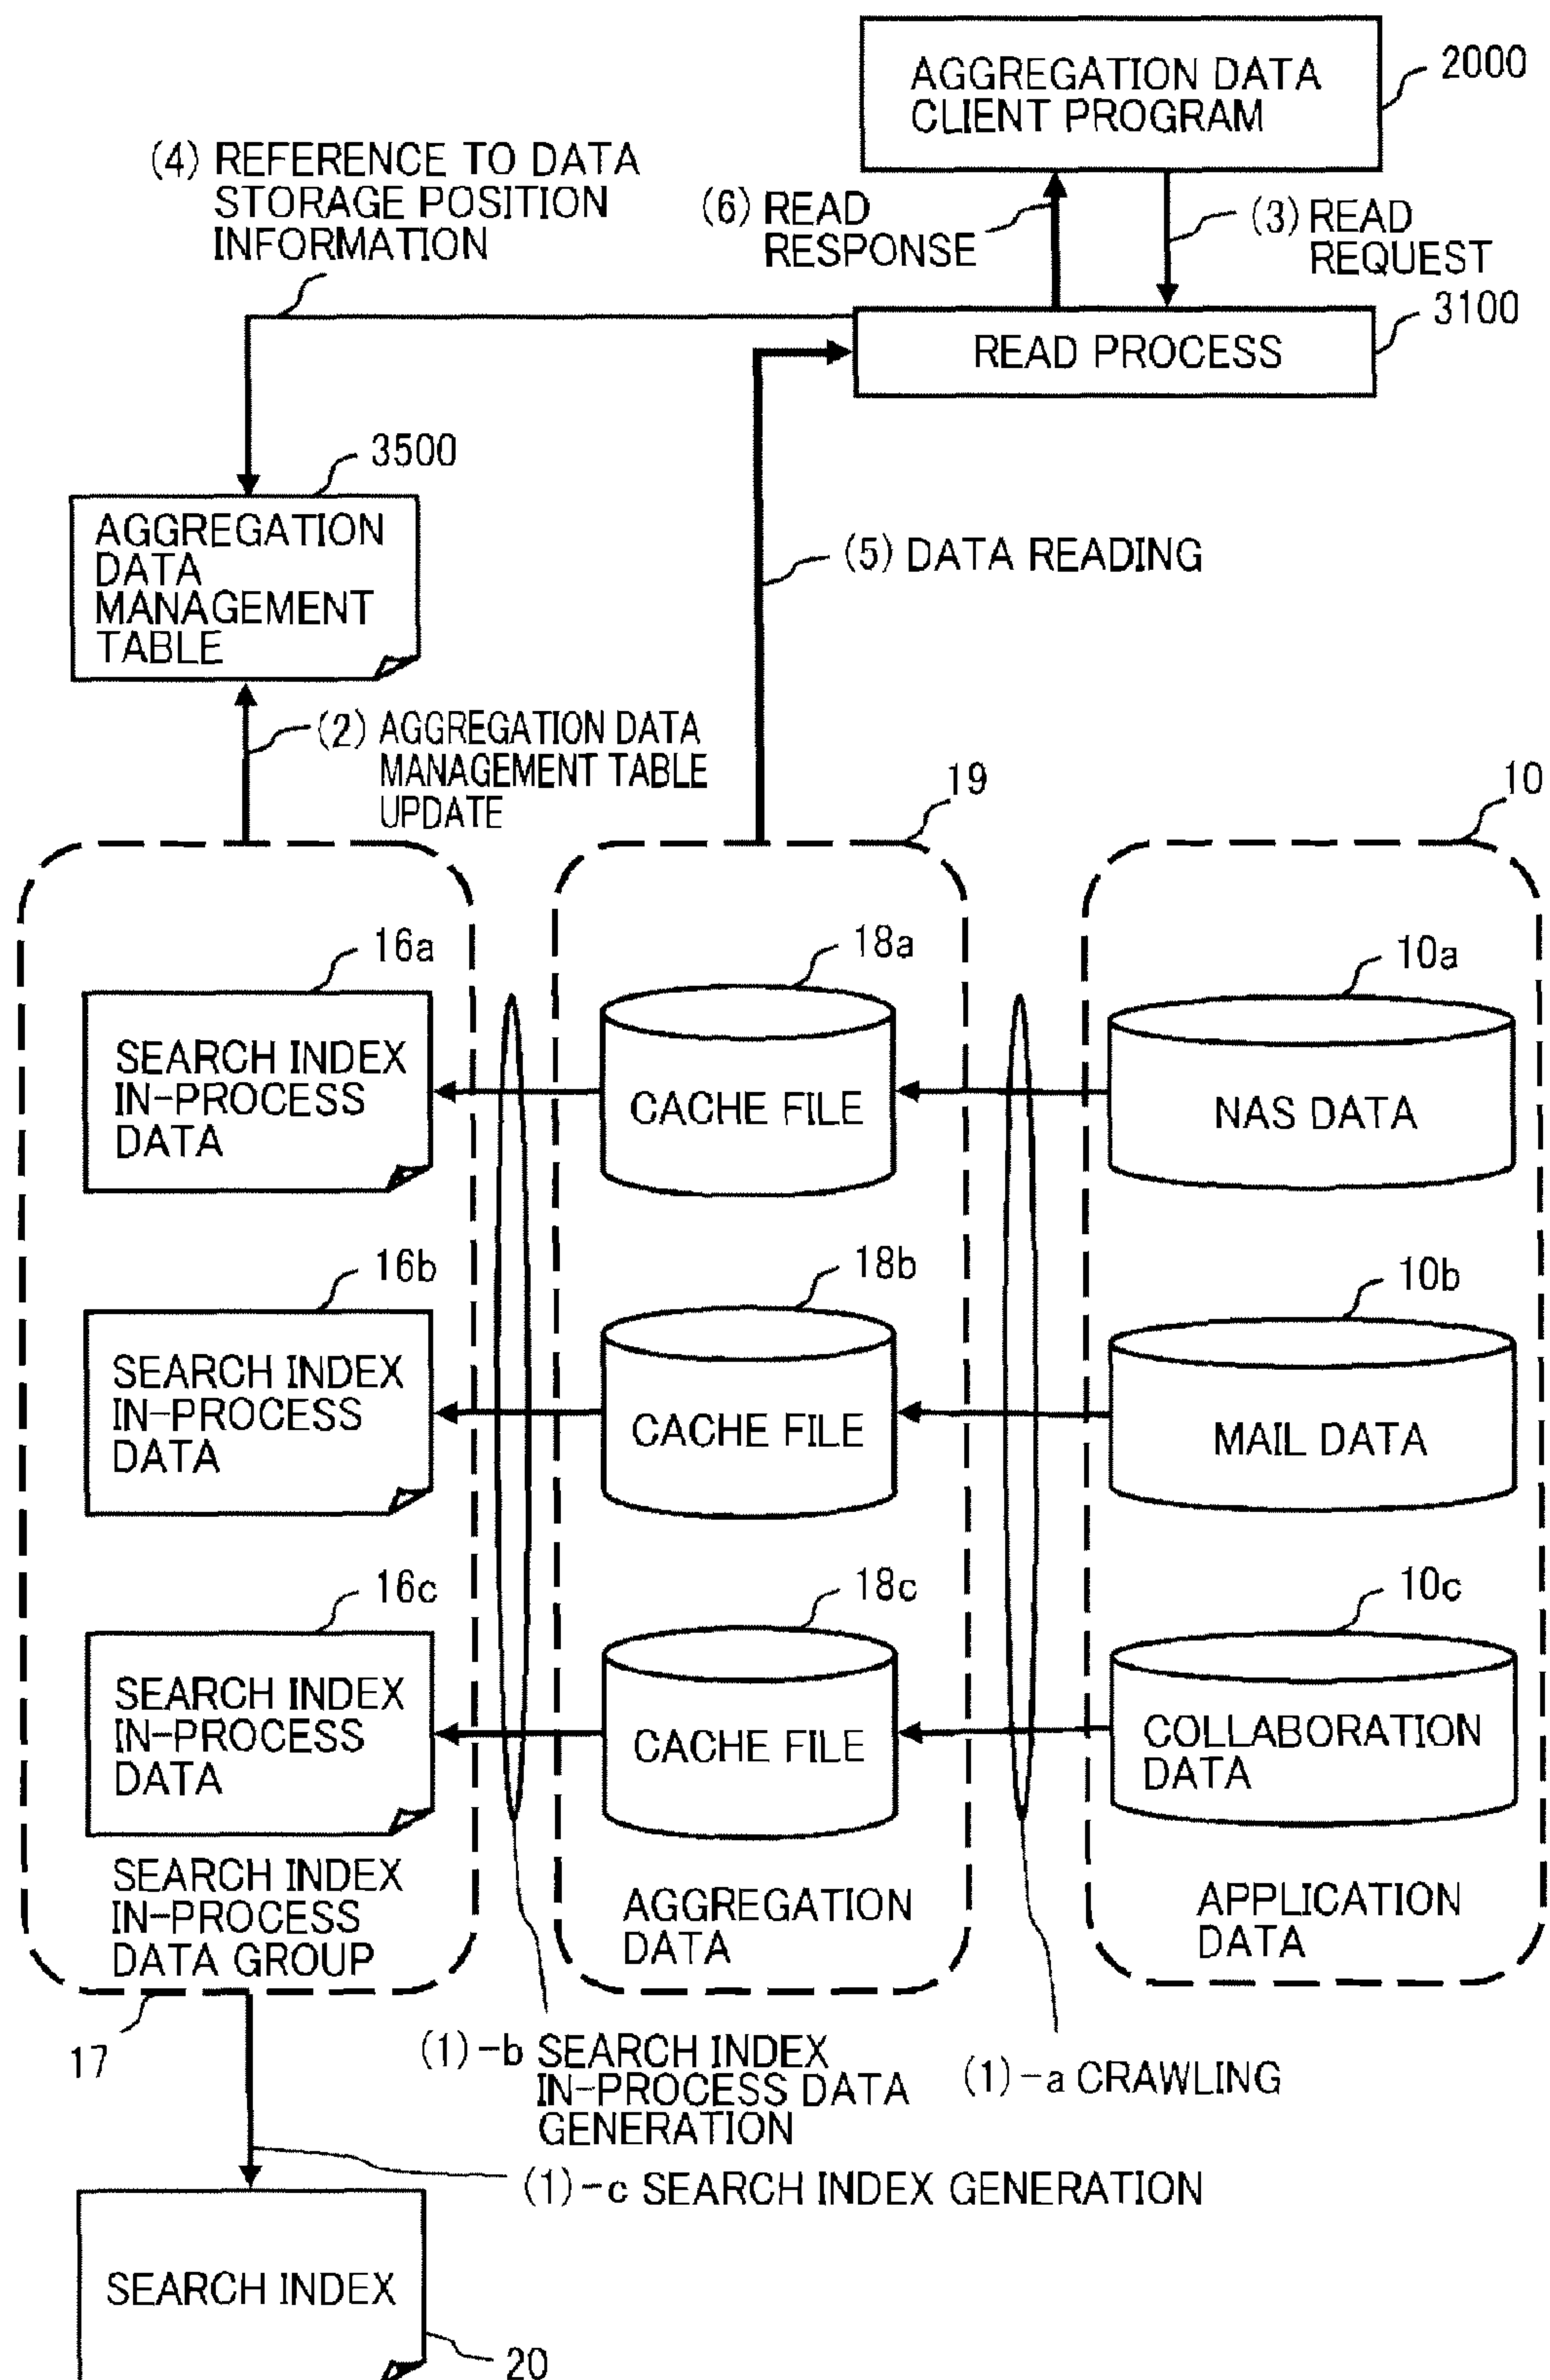 AGGREGATION DATA
CLIENT PROGRAM
2000
(4) REFERENCE TO DATA
STORAGE POSITION
INFORMATION
(6) READ
RESPONSE
(3) READ
REQUEST
3100
READ PROCESS
3500
AGGREGATION
DATA
MANAGEMENT
TABLE
(5) DATA READING
(2) AGGREGATION DATA
MANAGEMENT TABLE
UPDATE
19
10
16a
18a
10a
SEARCH INDEX
IN-PROCESS
DATA
CACHE FILE
NAS DATA
16b
18b
10b
SEARCH INDEX
IN-PROCESS
DATA
CACHE FILE
MAIL DATA
16c
18c
10c
SEARCH INDEX
IN-PROCESS
DATA
CACHE FILE
COLLABORATION
DATA
SEARCH INDEX
IN-PROCESS
DATA GROUP
AGGREGATION
DATA
APPLICATION
DATA
17
(1)-b SEARCH INDEX
IN-PROCESS DATA
GENERATION
(1)-a CRAWLING
(1)-c SEARCH INDEX GENERATION
SEARCH INDEX
20